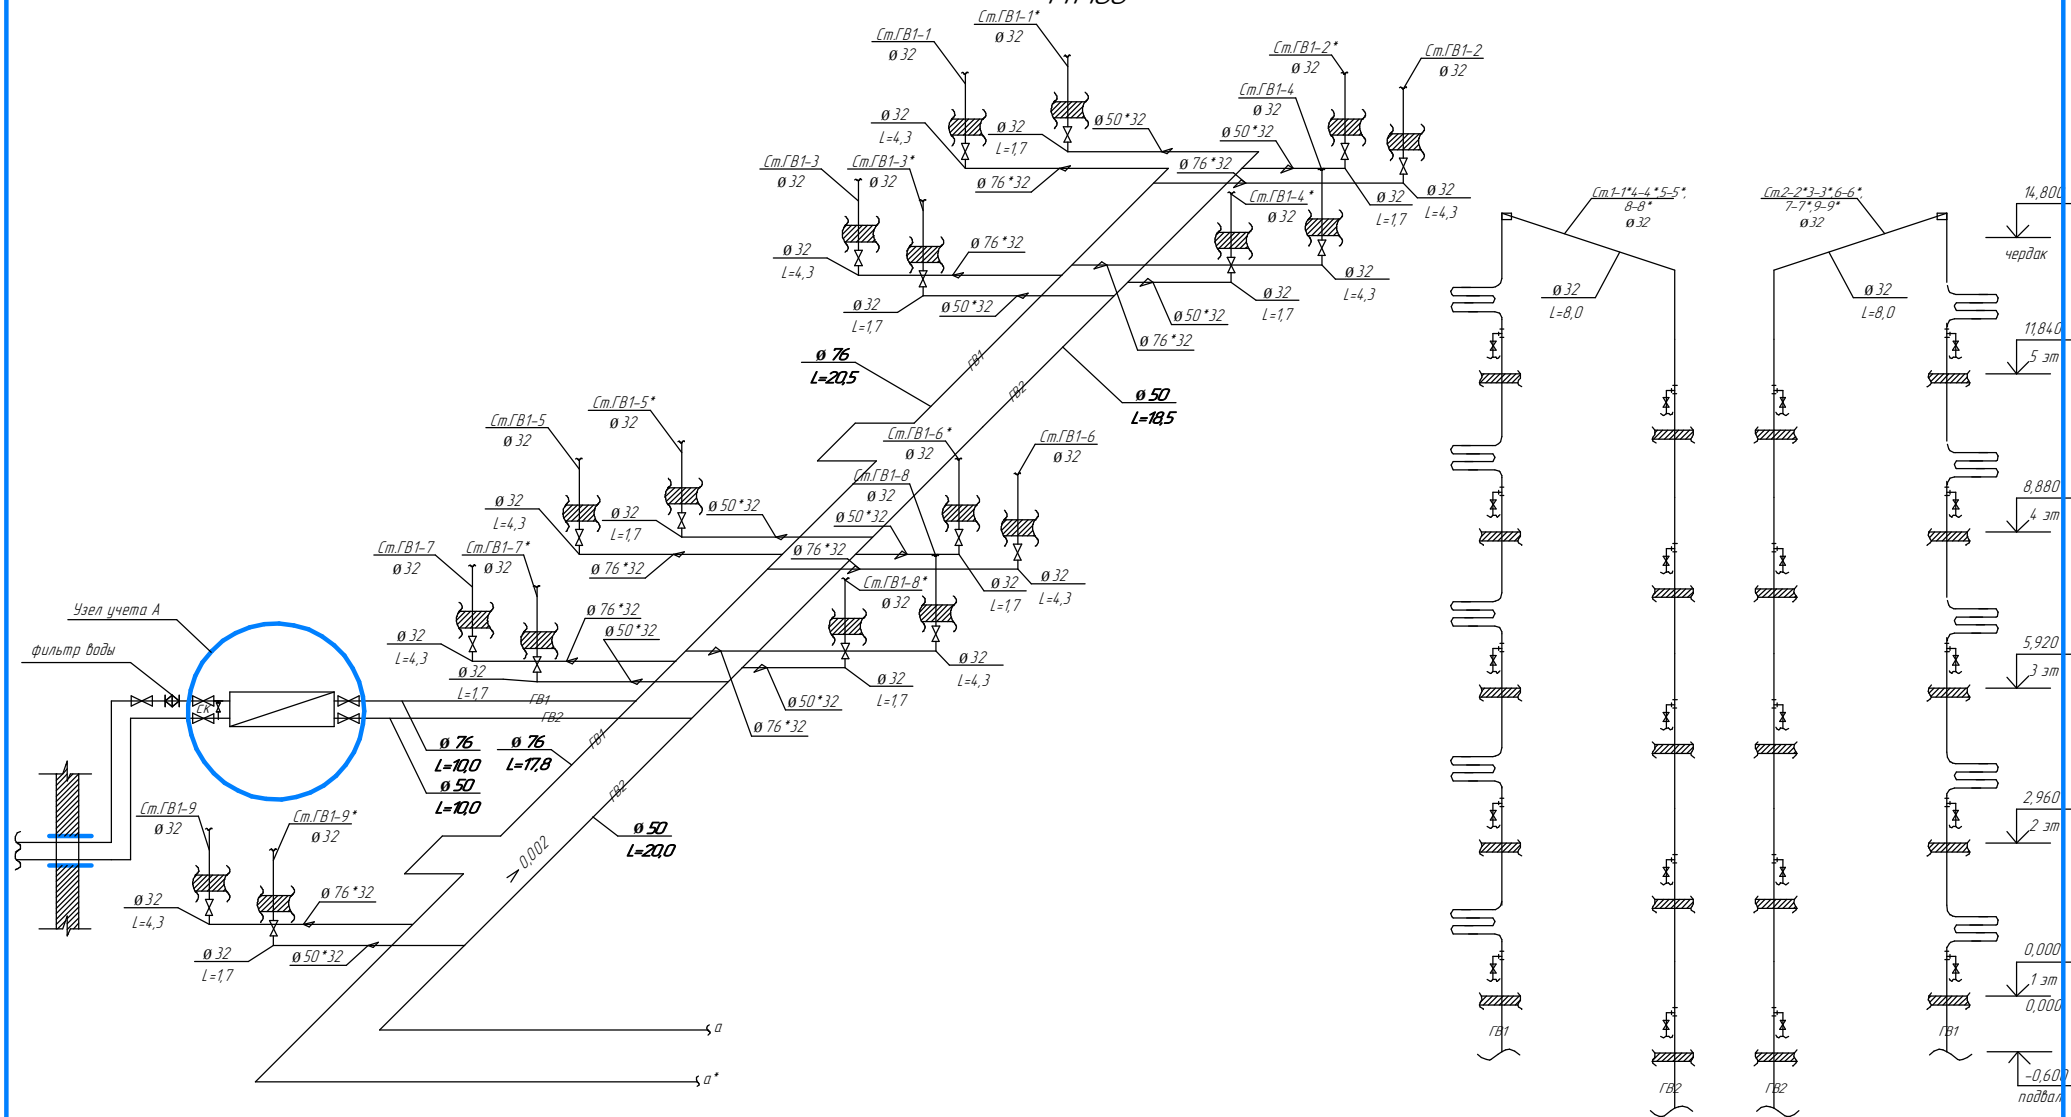 Ст.ГВ1-1*
Ø 32
Ст.ГВ1-1
Ø 32
Ст.ГВ1-2*
Ø 32
Ст.ГВ1-2
Ø 32
Ст.ГВ1-4
Ø 32
Ø 32
L=4,3
Ø 32
L=1,7
Ø 50*32
Ø 50*32
Ст.ГВ1-3
Ø 32
Ст.ГВ1-3*
Ø 32
Ø 76*32
Ø 76*32
Ст.ГВ1-4*
Ø 32
Ø 32
L=1,7
Ø 32
L=4,3
Ø 32
L=4,3
Ø 76*32
Ø 32
L=1,7
Ø 50*32
Ø 32
L=1,7
Ø 32
L=4,3
Ø 50*32
Ø 76*32
Ø 76
L=20,5
ГВ1
ГВ2
Ø 50
L=18,5
Ст.ГВ1-5
Ø 32
Ст.ГВ1-5*
Ø 32
Ст.ГВ1-6*
Ø 32
Ст.ГВ1-6
Ø 32
Ст.ГВ1-8
Ø 32
Ø 32
L=4,3
Ø 32
L=1,7
Ø 50*32
Ø 50*32
Ст.ГВ1-7
Ø 32
Ст.ГВ1-7*
Ø 32
Ø 76*32
Ø 76*32
Ст.ГВ1-8*
Ø 32
Ø 32
L=1,7
Ø 32
L=4,3
Узел учета А
фильтр воды
СК
Ø 32
L=4,3
Ø 76*32
Ø 50*32
Ø 32
L=1,7
ГВ1
ГВ2
Ø 32
L=1,7
Ø 32
L=4,3
Ø 50*32
Ø 76*32
Ø 76
L=10,0
Ø 50
L=10,0
Ø 76
L=17,8
ГВ1
ГВ2
Ø 50
L=20,0
0,002
Ст.ГВ1-9
Ø 32
Ст.ГВ1-9*
Ø 32
Ø 32
L=4,3
Ø 76*32
Ø 32
L=1,7
Ø 50*32
а
а*
Ст.1-1*,4-4*,5-5*,
8-8*
Ø 32
Ст.2-2*3-3*,6-6*,
7-7*,9-9*
Ø 32
Ø 32
L=8,0
Ø 32
L=8,0
14,800
чердак
11,840
5 эт
8,880
4 эт
5,920
3 эт
2,960
2 эт
0,000
1 эт
0,000
-0,600
подвал
ГВ1
ГВ2
ГВ2
ГВ1